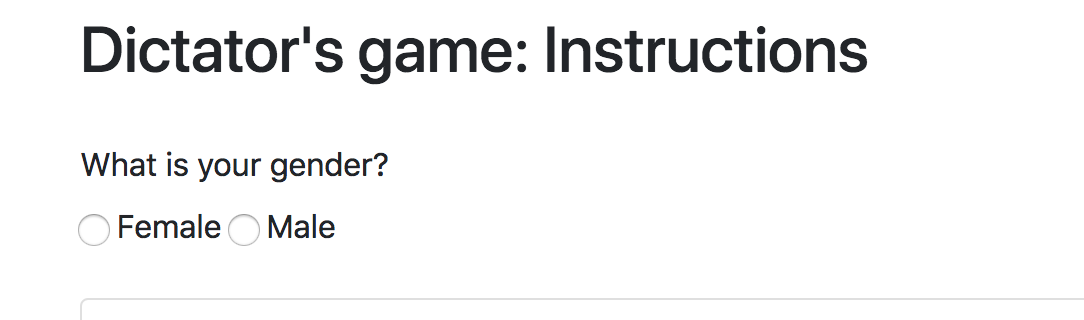 Dictator's game: Instructions
What is your gender?
Female Male